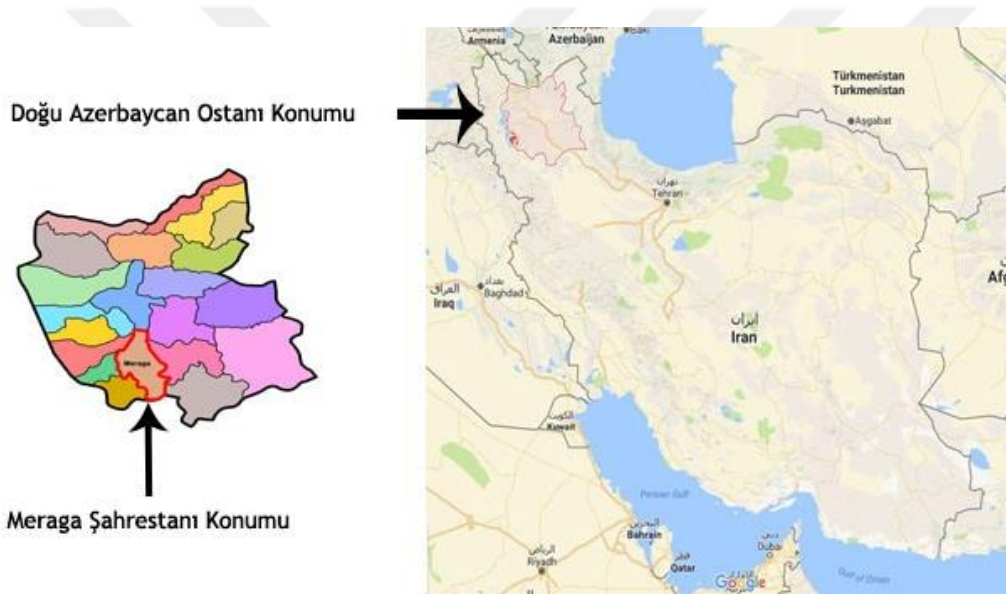 Doğu Azerbaycan Ostanı Konumu
Meraga
Meraga Şahrestanı Konumu
Armenia
Azerbaijan
Türkmenistan
Turkmenistan
Aşgabat
تهران
Tehran
بغداد
Baghdad
العراق
Iraq
ایران
Iran
الكويت
Kuwait
Persian Gulf
البحرين
Bahrain
قطر
Qatar
دبي
Dubai
الرياض
Riyadh
Google
Gulf of Oman